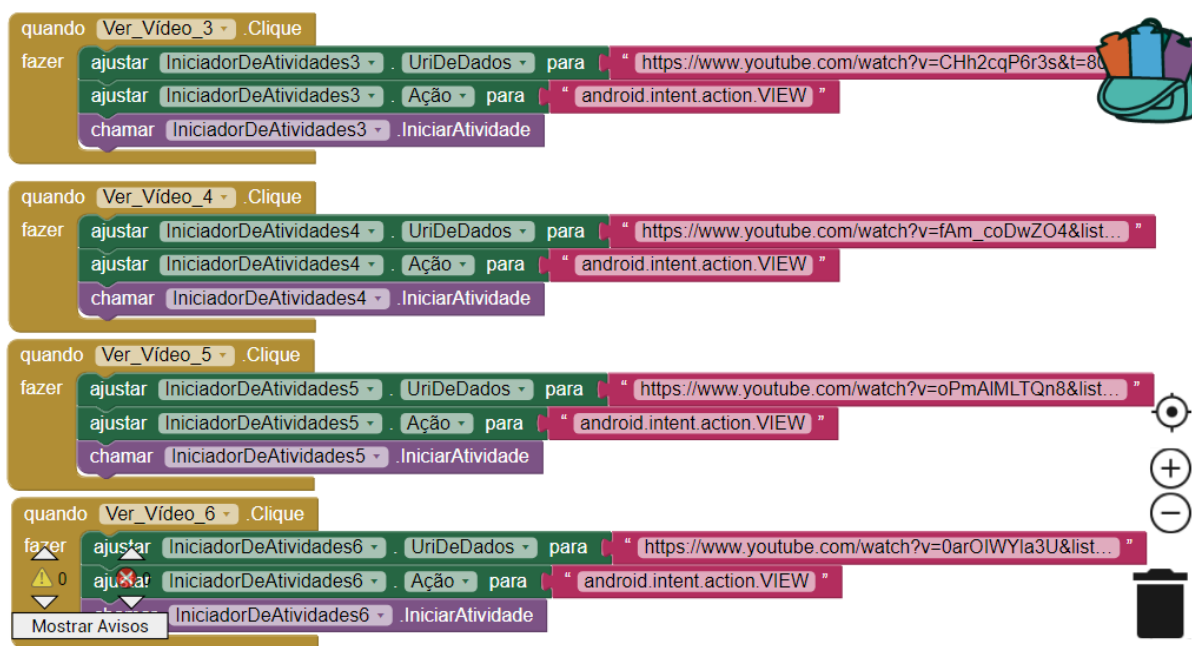 quando Ver_Vídeo_3 .Clique
fazer ajustar IniciadorDeAtividades3 . UriDeDados para " https://www.youtube.com/watch?v=CHh2cqP6r3s&t=80
ajustar IniciadorDeAtividades3 . Ação para " android.intent.action.VIEW "
chamar IniciadorDeAtividades3 .IniciarAtividade
quando Ver_Vídeo_4 .Clique
fazer ajustar IniciadorDeAtividades4 . UriDeDados para " https://www.youtube.com/watch?v=fAm_coDwZO4&list... "
ajustar IniciadorDeAtividades4 . Ação para " android.intent.action.VIEW "
chamar IniciadorDeAtividades4 .IniciarAtividade
quando Ver_Vídeo_5 .Clique
fazer ajustar IniciadorDeAtividades5 . UriDeDados para " https://www.youtube.com/watch?v=oPmAlMLTQn8&list... "
ajustar IniciadorDeAtividades5 . Ação para " android.intent.action.VIEW "
chamar IniciadorDeAtividades5 .IniciarAtividade
quando Ver_Vídeo_6 .Clique
fazer ajustar IniciadorDeAtividades6 . UriDeDados para " https://www.youtube.com/watch?v=0arOIWYla3U&list... "
0 ajustar IniciadorDeAtividades6 . Ação para " android.intent.action.VIEW "
IniciadorDeAtividades6 .IniciarAtividade
Mostrar Avisos